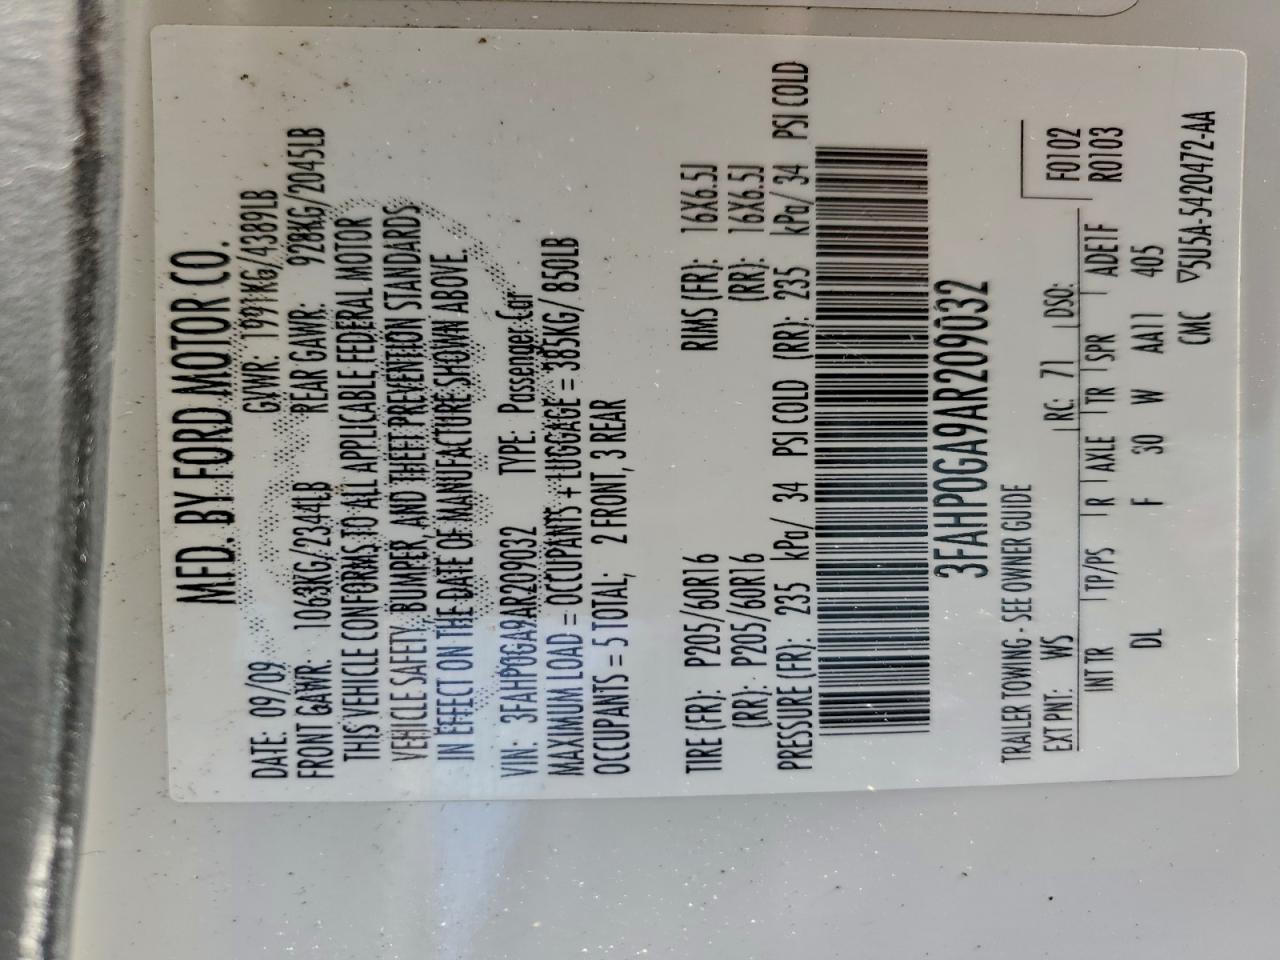 MFD. BY FORD MOTOR CO.
DATE: 09/09 GVWR: 1991KG/4389LB
FRONT GAWR: 1063KG/2344LB REAR GAWR: 928KG/2045LB
THIS VEHICLE CONFORMS TO ALL APPLICABLE FEDERAL MOTOR
VEHICLE SAFETY, BUMPER, AND THEFT PREVENTION STANDARDS
IN EFFECT ON THE DATE OF MANUFACTURE SHOWN ABOVE.
VIN: 3FAHP0GA9AR209032 TYPE: Passenger Car
MAXIMUM LOAD = OCCUPANTS + LUGGAGE = 385KG/ 850LB
OCCUPANTS = 5 TOTAL; 2 FRONT, 3 REAR
TIRE (FR): P205/60R16 RIMS (FR): 16X6.5J
(RR): P205/60R16 (RR): 16X6.5J
PRESSURE (FR): 235 kPa/ 34 PSI COLD (RR): 235 kPa/ 34 PSI COLD
3FAHP0GA9AR209032
TRAILER TOWING - SEE OWNER GUIDE
EXT PNT: WS RC: 71 DSO: F0102
R0103
INT TR TP/PS R AXLE TR SPR ADE1F
DL F 30 W AA11 405
CMC ▽5U5A-5420472-AA